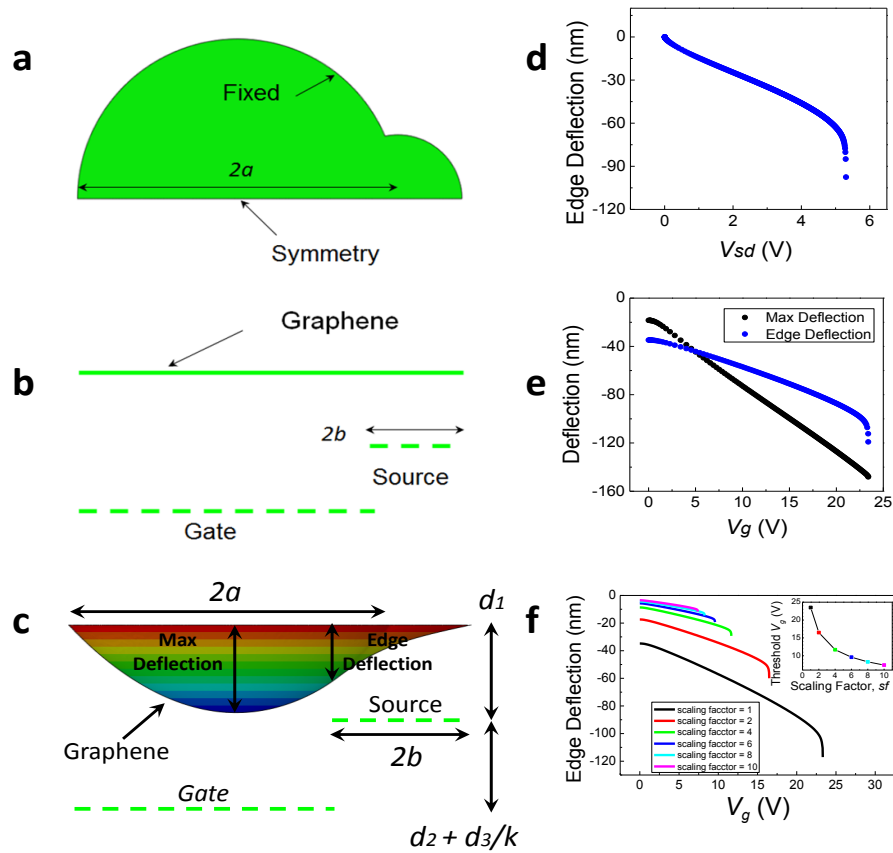 a
Fixed
2a
Symmetry
b
Graphene
2b
Source
Gate
c
2a
d1
Max
Deflection
Edge
Deflection
Source
Graphene
2b
Gate
d2 + d3/k
d
Edge Deflection (nm)
0
-30
-60
-90
-120
0 2 4 6
Vsd (V)
e
Deflection (nm)
0
-40
-80
-120
-160
Max Deflection
Edge Deflection
0 5 10 15 20 25
Vg (V)
f
Edge Deflection (nm)
0
-20
-40
-60
-80
-100
-120
scaling facctor = 1
scaling facctor = 2
scaling facctor = 4
scaling facctor = 6
scaling facctor = 8
scaling facctor = 10
0 5 10 15 20 25 30
Vg (V)
Threshold Vg (V)
25
20
15
10
5
0 2 4 6 8 10
Scaling Factor, sf